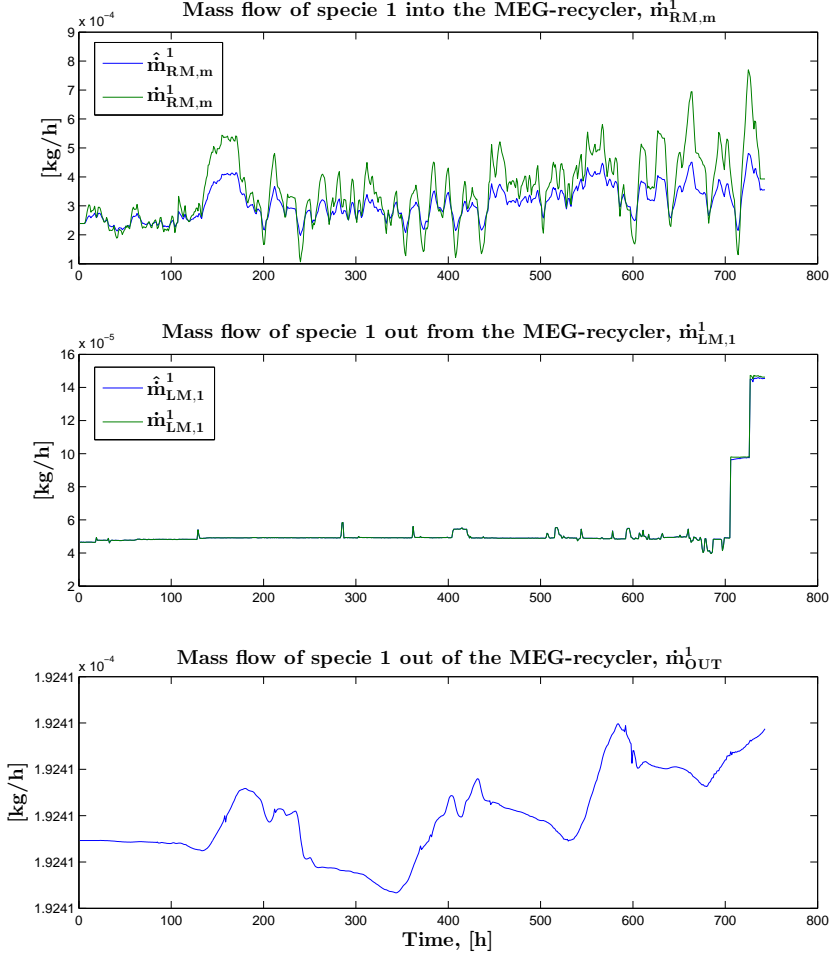 Mass flow of specie 1 into the MEG-recycler, ṁ¹RM,m
x 10⁻⁴
9
8
7
6
5
4
3
2
1
[kg/h]
m̂̇¹RM,m
ṁ¹RM,m
0 100 200 300 400 500 600 700 800
Mass flow of specie 1 out from the MEG-recycler, ṁ¹LM,1
x 10⁻⁵
16
14
12
10
8
6
4
2
[kg/h]
m̂̇¹LM,1
ṁ¹LM,1
0 100 200 300 400 500 600 700 800
Mass flow of specie 1 out of the MEG-recycler, ṁ¹OUT
x 10⁻⁴
1.9241
1.9241
1.9241
1.9241
1.9241
1.9241
[kg/h]
0 100 200 300 400 500 600 700 800
Time, [h]